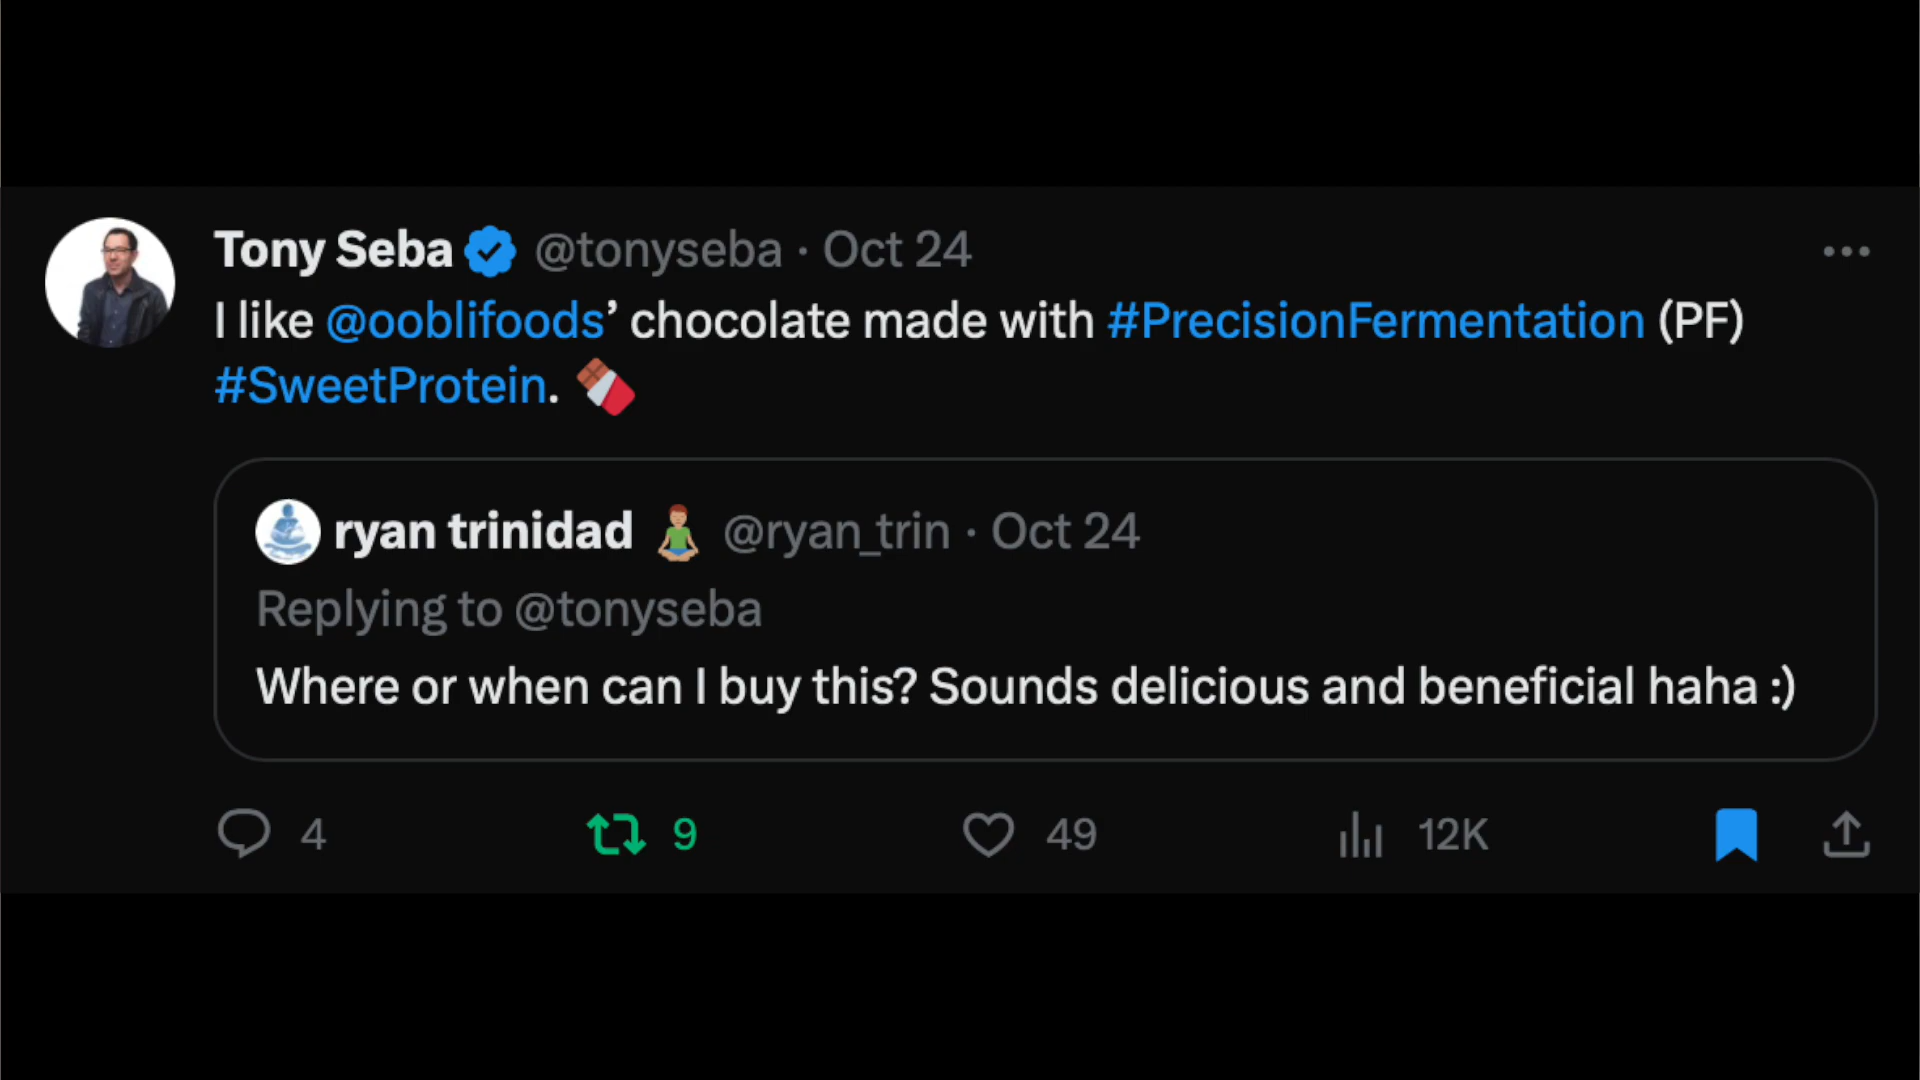 Tony Seba @tonyseba · Oct 24
I like @ooblifoods’ chocolate made with #PrecisionFermentation (PF)
#SweetProtein. 🍫
ryan trinidad 🧘🏽‍♂️ @ryan_trin · Oct 24
Replying to @tonyseba
Where or when can I buy this? Sounds delicious and beneficial haha :)
4 9 49 12K